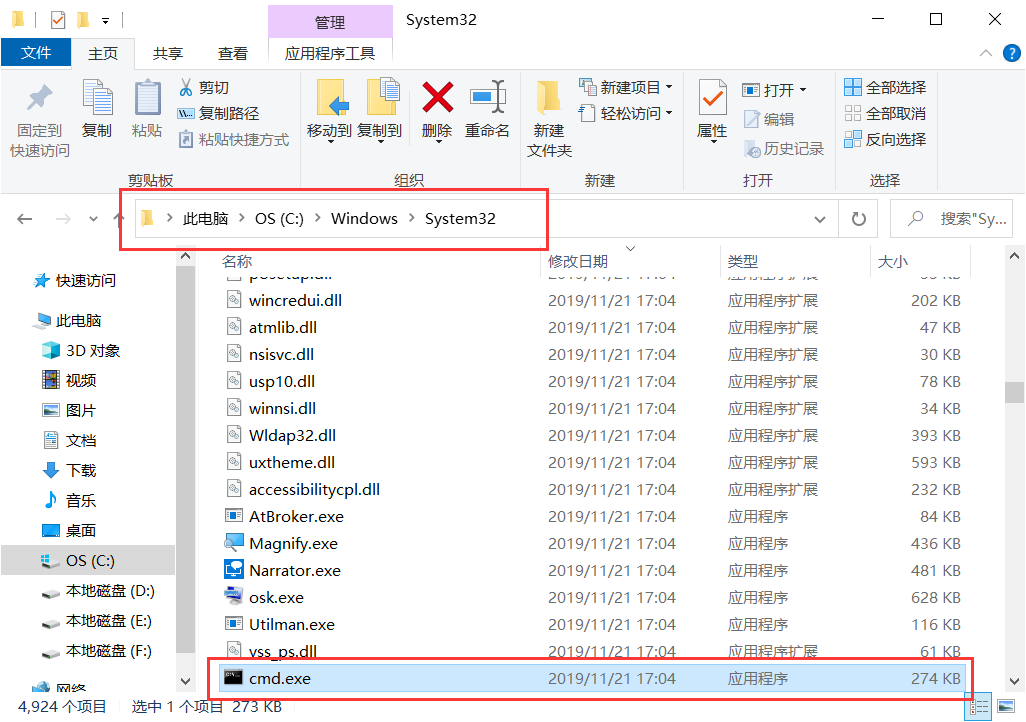 管理
System32
文件
主页
共享
查看
应用程序工具
固定到
快速访问
复制
粘贴
剪切
复制路径
粘贴快捷方式
剪贴板
移动到
复制到
删除
重命名
组织
新建
文件夹
新建项目
轻松访问
新建
属性
打开
编辑
历史记录
打开
全部选择
全部取消
反向选择
选择
此电脑 OS (C:) Windows System32
搜索"Sy...
快速访问
此电脑
3D 对象
视频
图片
文档
下载
音乐
桌面
OS (C:)
本地磁盘 (D:)
本地磁盘 (E:)
本地磁盘 (F:)
网络
名称 修改日期 类型 大小
wincredui.dll 2019/11/21 17:04 应用程序扩展 202 KB
atmlib.dll 2019/11/21 17:04 应用程序扩展 47 KB
nsisvc.dll 2019/11/21 17:04 应用程序扩展 30 KB
usp10.dll 2019/11/21 17:04 应用程序扩展 78 KB
winnsi.dll 2019/11/21 17:04 应用程序扩展 34 KB
Wldap32.dll 2019/11/21 17:04 应用程序扩展 393 KB
uxtheme.dll 2019/11/21 17:04 应用程序扩展 593 KB
accessibilitycpl.dll 2019/11/21 17:04 应用程序扩展 232 KB
AtBroker.exe 2019/11/21 17:04 应用程序 84 KB
Magnify.exe 2019/11/21 17:04 应用程序 436 KB
Narrator.exe 2019/11/21 17:04 应用程序 481 KB
osk.exe 2019/11/21 17:04 应用程序 628 KB
Utilman.exe 2019/11/21 17:04 应用程序 116 KB
vss_ps.dll 2019/11/21 17:04 应用程序扩展 61 KB
cmd.exe 2019/11/21 17:04 应用程序 274 KB
4,924 个项目 选中 1 个项目 273 KB